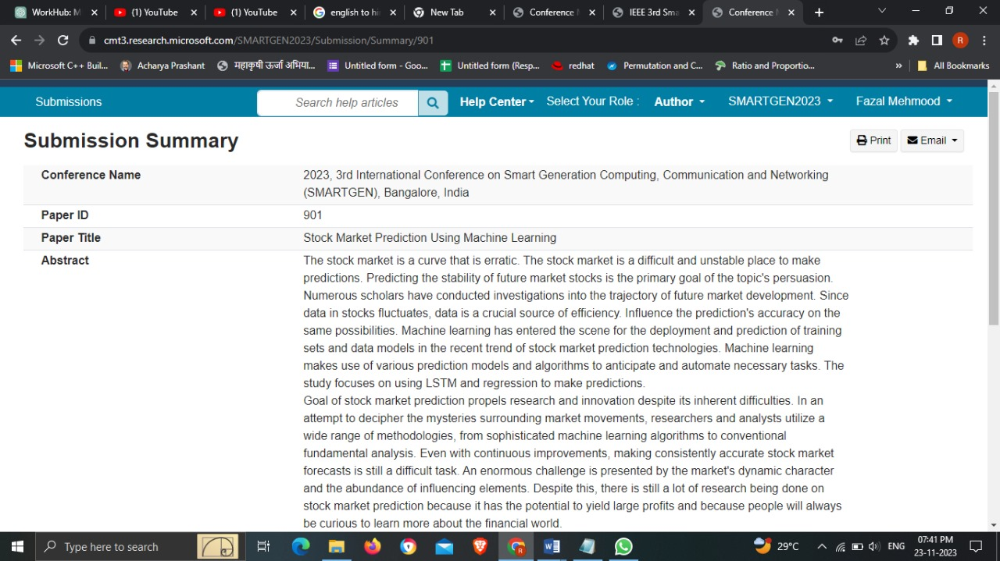 WorkHub: M
(1) YouTube
(1) YouTube
english to hi
New Tab
Conference
IEEE 3rd Sma
Conference
cmt3.research.microsoft.com/SMARTGEN2023/Submission/Summary/901
R
Microsoft C++ Buil...
Acharya Prashant
महाकृषी ऊर्जा अभिया...
Untitled form - Goo...
Untitled form (Resp...
redhat
Permutation and C...
Ratio and Proportio...
»
All Bookmarks
Submissions
Search help articles
Help Center
Select Your Role :
Author
SMARTGEN2023
Fazal Mehmood
Submission Summary
Print
Email
Conference Name
2023, 3rd International Conference on Smart Generation Computing, Communication and Networking
(SMARTGEN), Bangalore, India
Paper ID
901
Paper Title
Stock Market Prediction Using Machine Learning
Abstract
The stock market is a curve that is erratic. The stock market is a difficult and unstable place to make
predictions. Predicting the stability of future market stocks is the primary goal of the topic's persuasion.
Numerous scholars have conducted investigations into the trajectory of future market development. Since
data in stocks fluctuates, data is a crucial source of efficiency. Influence the prediction's accuracy on the
same possibilities. Machine learning has entered the scene for the deployment and prediction of training
sets and data models in the recent trend of stock market prediction technologies. Machine learning
makes use of various prediction models and algorithms to anticipate and automate necessary tasks. The
study focuses on using LSTM and regression to make predictions.
Goal of stock market prediction propels research and innovation despite its inherent difficulties. In an
attempt to decipher the mysteries surrounding market movements, researchers and analysts utilize a
wide range of methodologies, from sophisticated machine learning algorithms to conventional
fundamental analysis. Even with continuous improvements, making consistently accurate stock market
forecasts is still a difficult task. An enormous challenge is presented by the market's dynamic character
and the abundance of influencing elements. Despite this, there is still a lot of research being done on
stock market prediction because it has the potential to yield large profits and because people will always
be curious to learn more about the financial world.
Type here to search
29°C
ENG
07:41 PM
23-11-2023